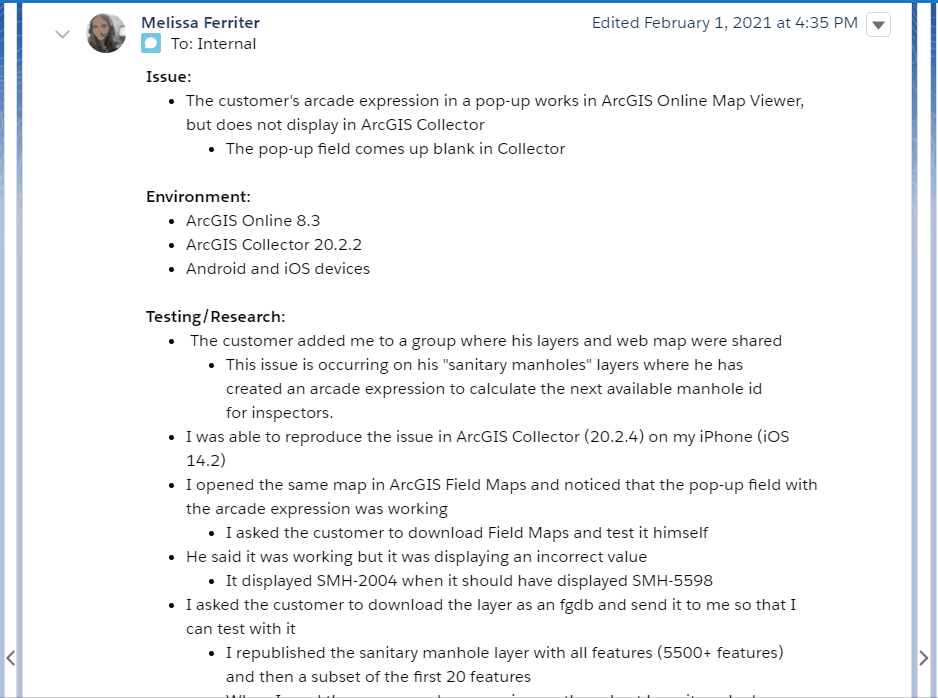 Melissa Ferriter
Edited February 1, 2021 at 4:35 PM
To: Internal
Issue:
• The customer's arcade expression in a pop-up works in ArcGIS Online Map Viewer,
but does not display in ArcGIS Collector
• The pop-up field comes up blank in Collector
Environment:
• ArcGIS Online 8.3
• ArcGIS Collector 20.2.2
• Android and iOS devices
Testing/Research:
• The customer added me to a group where his layers and web map were shared
• This issue is occurring on his "sanitary manholes" layers where he has
created an arcade expression to calculate the next available manhole id
for inspectors.
• I was able to reproduce the issue in ArcGIS Collector (20.2.4) on my iPhone (iOS
14.2)
• I opened the same map in ArcGIS Field Maps and noticed that the pop-up field with
the arcade expression was working
• I asked the customer to download Field Maps and test it himself
• He said it was working but it was displaying an incorrect value
• It displayed SMH-2004 when it should have displayed SMH-5598
• I asked the customer to download the layer as an fgdb and send it to me so that I
can test with it
• I republished the sanitary manhole layer with all features (5500+ features)
and then a subset of the first 20 features